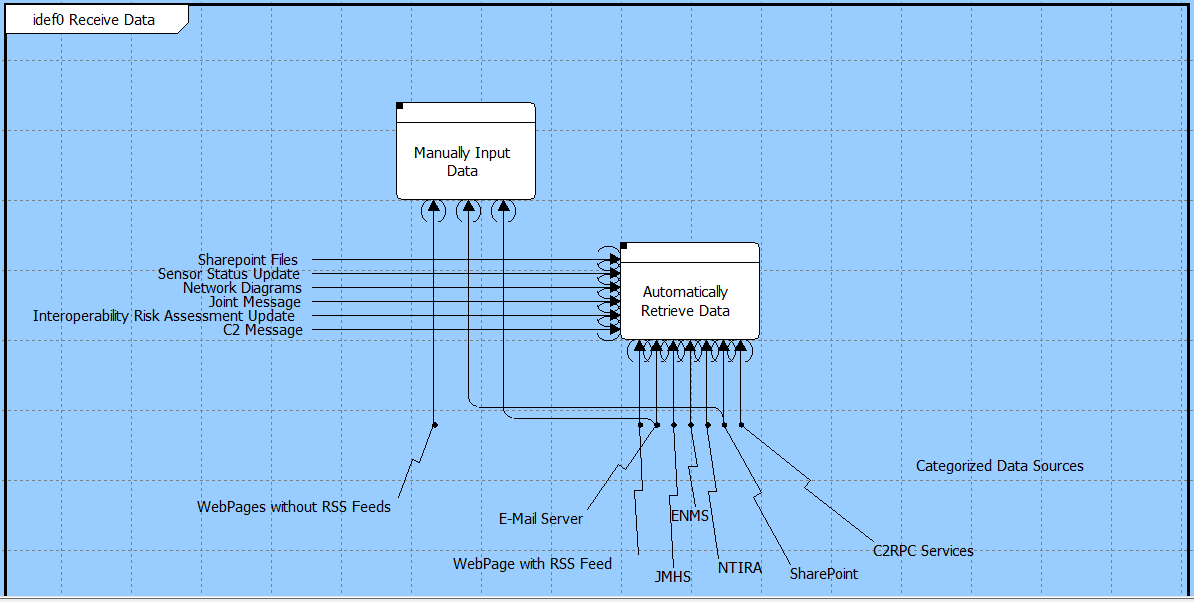 idef0 Receive Data
Manually Input
Data
Sharepoint Files
Sensor Status Update
Network Diagrams
Joint Message
Interoperability Risk Assessment Update
C2 Message
Automatically
Retrieve Data
Categorized Data Sources
WebPages without RSS Feeds
E-Mail Server
ENMS
C2RPC Services
WebPage with RSS Feed
NTIRA
SharePoint
JMHS